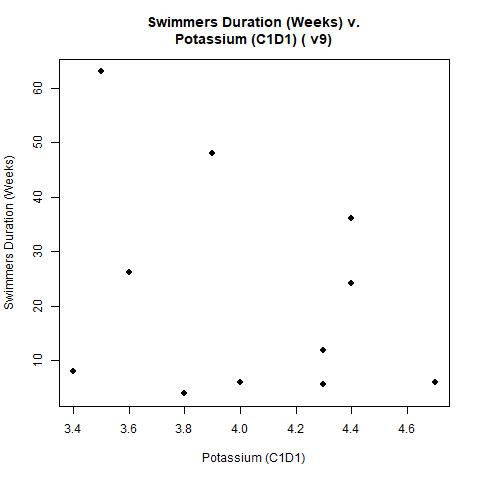 Swimmers Duration (Weeks) v.
Potassium (C1D1) ( v9)
Swimmers Duration (Weeks)
60
50
40
30
20
10
3.4 3.6 3.8 4.0 4.2 4.4 4.6
Potassium (C1D1)